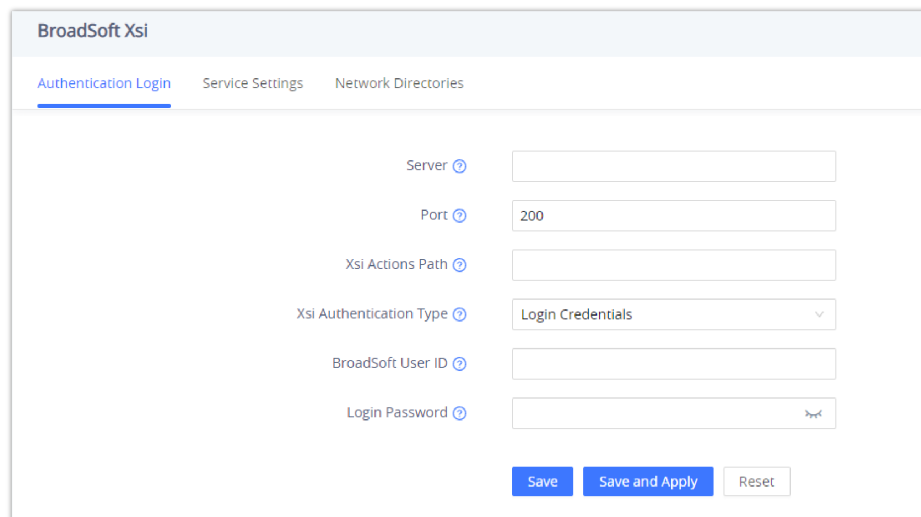 BroadSoft Xsi
Authentication Login Service Settings Network Directories
Server
Port 200
Xsi Actions Path
Xsi Authentication Type Login Credentials
BroadSoft User ID
Login Password
Save Save and Apply Reset